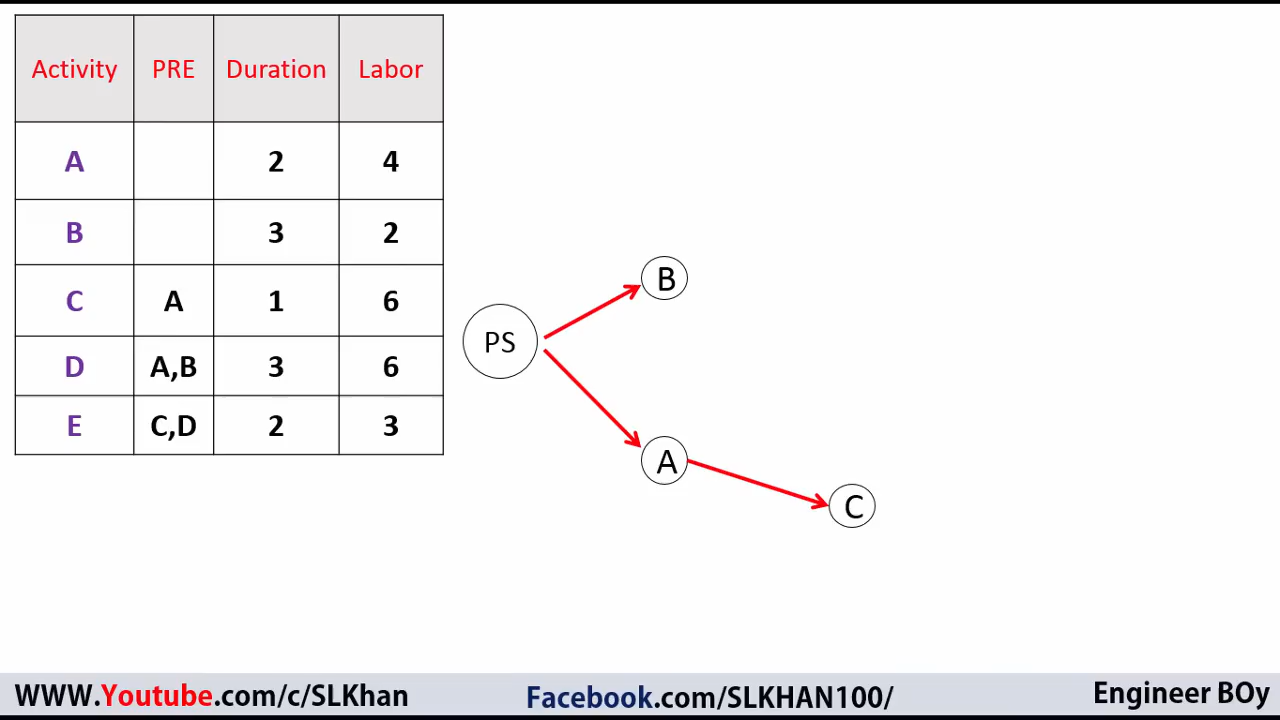 Activity PRE Duration Labor
A 2 4
B 3 2
C A 1 6
D A,B 3 6
E C,D 2 3
B
PS
A
C
WWW.Youtube.com/c/SLKhan Facebook.com/SLKHAN100/ Engineer BOy